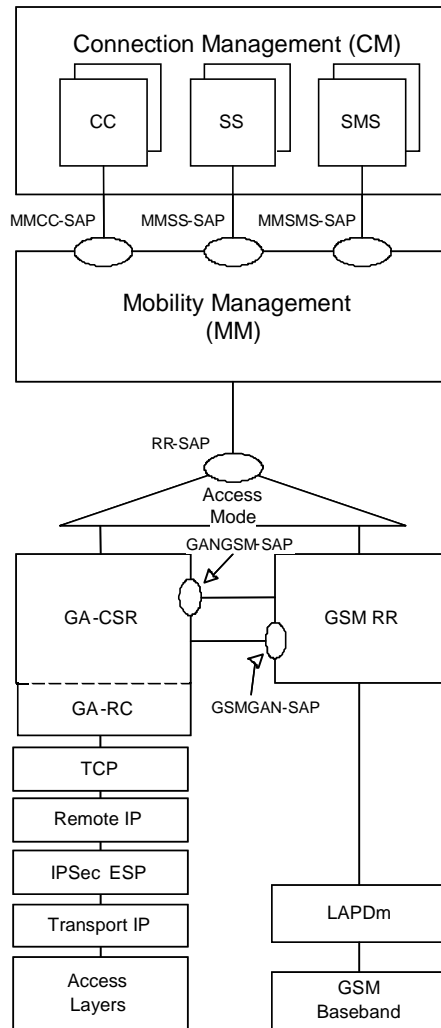 Connection Management (CM)
CC
SS
SMS
MMCC-SAP
MMSS-SAP
MMSMS-SAP
Mobility Management
(MM)
RR-SAP
Access
Mode
GANGSM-SAP
GA-CSR
GSM RR
GA-RC
GSMGAN-SAP
TCP
Remote IP
IPSec ESP
Transport IP
LAPDm
Access
Layers
GSM
Baseband